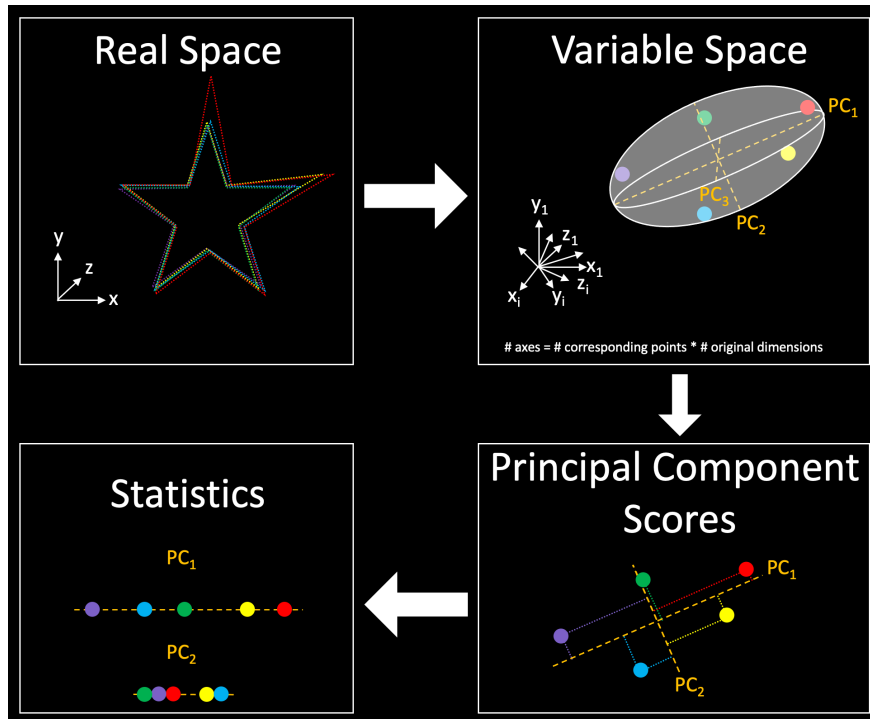 Real Space
y
z
x
Variable Space
PC₁
PC₃
PC₂
y₁
z₁
x₁
zᵢ
yᵢ
xᵢ
# axes = # corresponding points * # original dimensions
Statistics
PC₁
PC₂
Principal Component
Scores
PC₁
PC₂